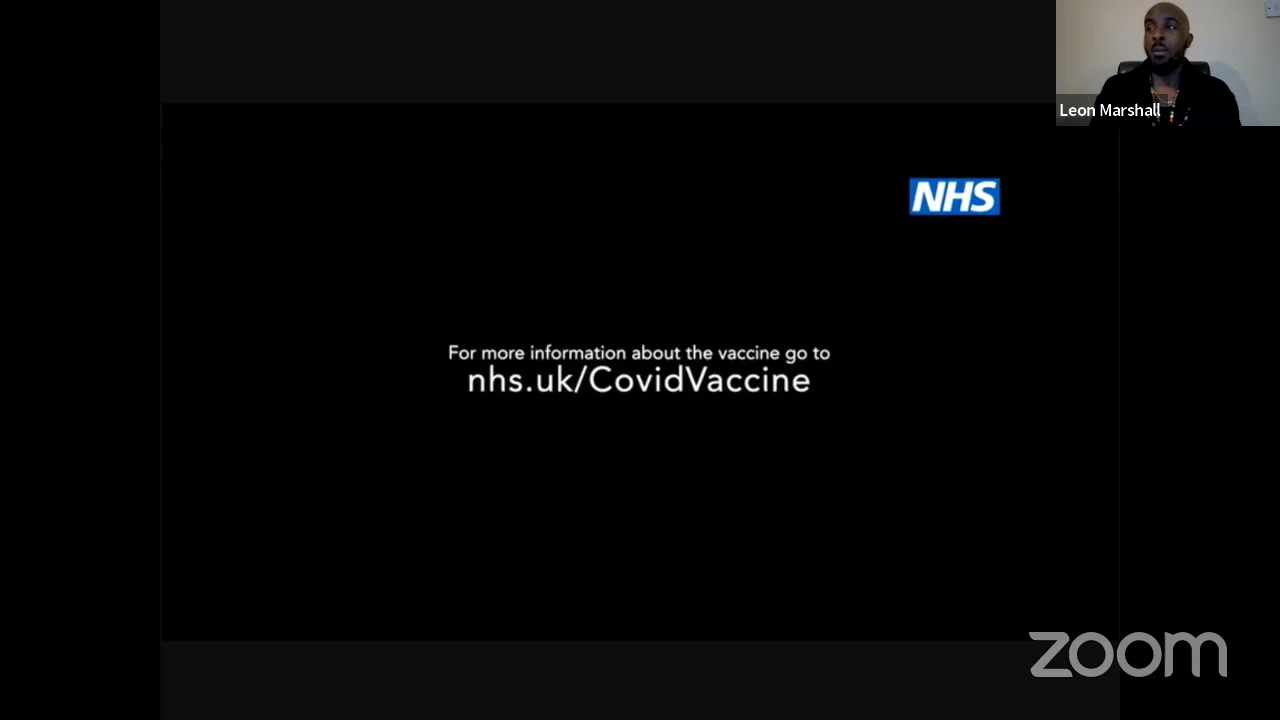 Leon Marshall
NHS
For more information about the vaccine go to
nhs.uk/CovidVaccine
zoom